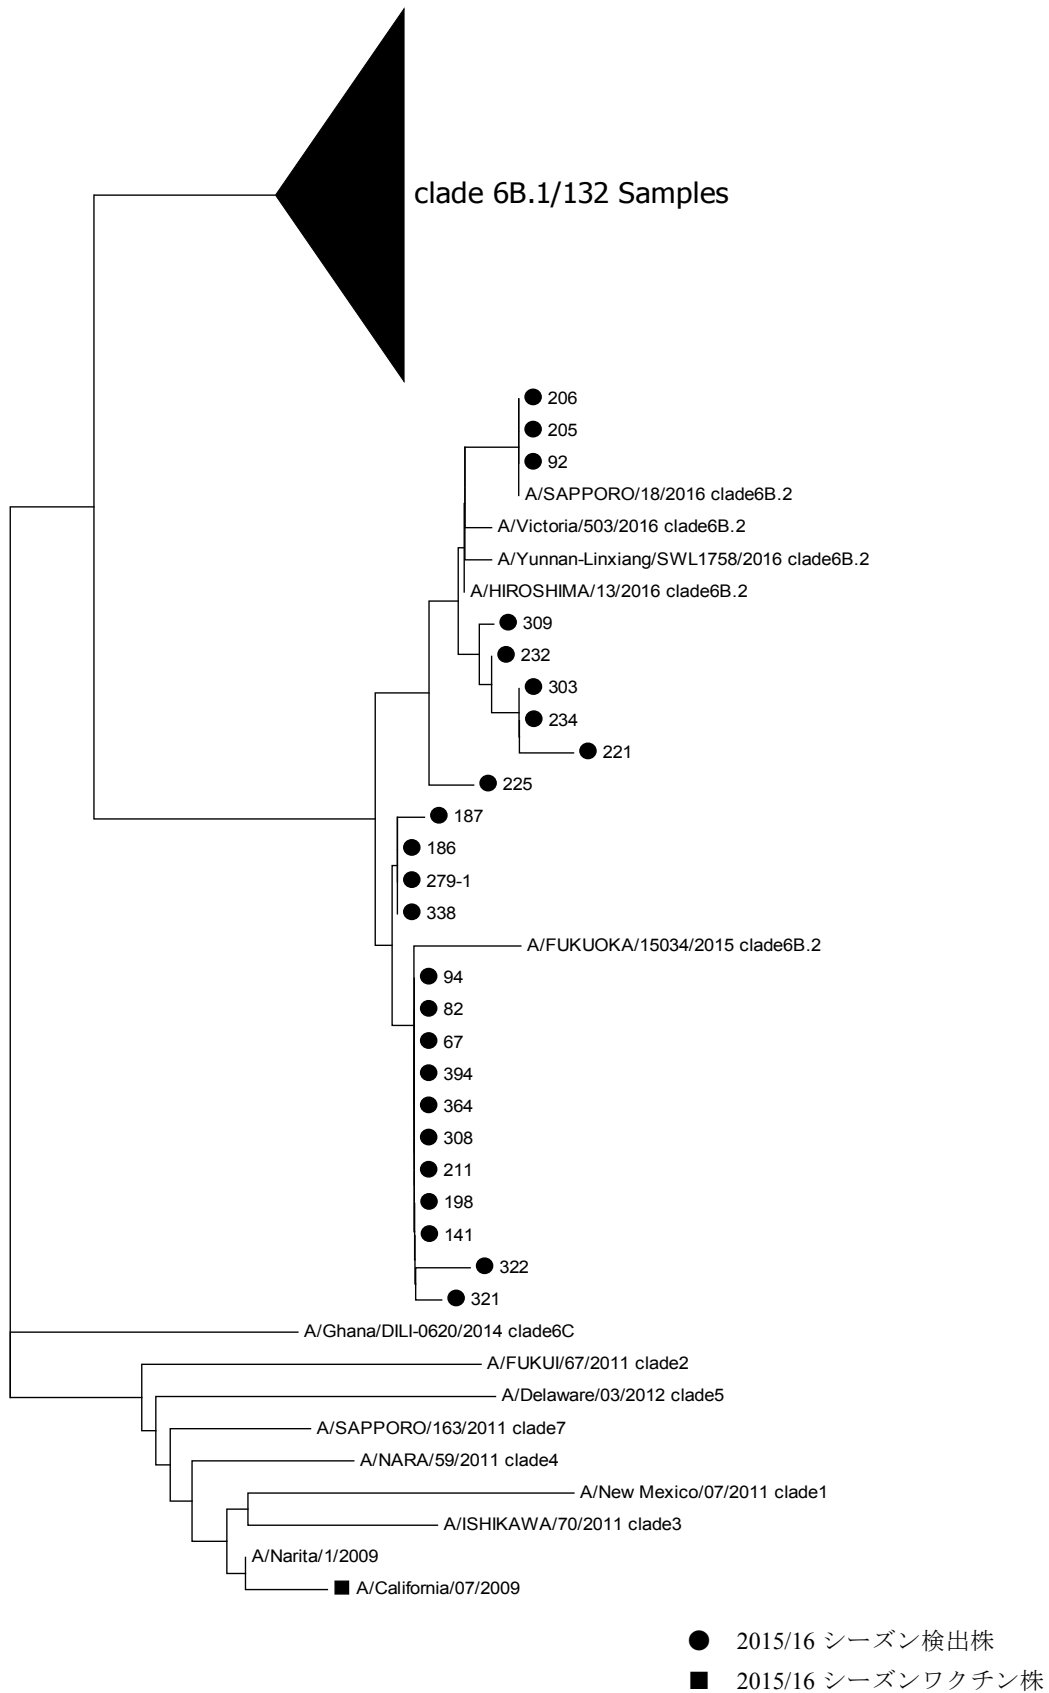 clade 6B.1/132 Samples
206
205
92
A/SAPPORO/18/2016 clade6B.2
A/Victoria/503/2016 clade6B.2
A/Yunnan-Linxiang/SWL1758/2016 clade6B.2
A/HIROSHIMA/13/2016 clade6B.2
309
232
303
234
221
225
187
186
279-1
338
A/FUKUOKA/15034/2015 clade6B.2
94
82
67
394
364
308
211
198
141
322
321
A/Ghana/DILI-0620/2014 clade6C
A/FUKUI/67/2011 clade2
A/Delaware/03/2012 clade5
A/SAPPORO/163/2011 clade7
A/NARA/59/2011 clade4
A/New Mexico/07/2011 clade1
A/ISHIKAWA/70/2011 clade3
A/Narita/1/2009
A/California/07/2009
2015/16 シーズン検出株
2015/16 シーズンワクチン株